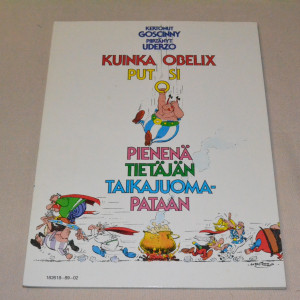 KERTONUT
GOSCINNY
PIIRTÄNYT
UDERZO
KUINKA OBELIX
PUTOSI
PIENENÄ
TIETÄJÄN
TAIKAJUOMA-
PATAAN